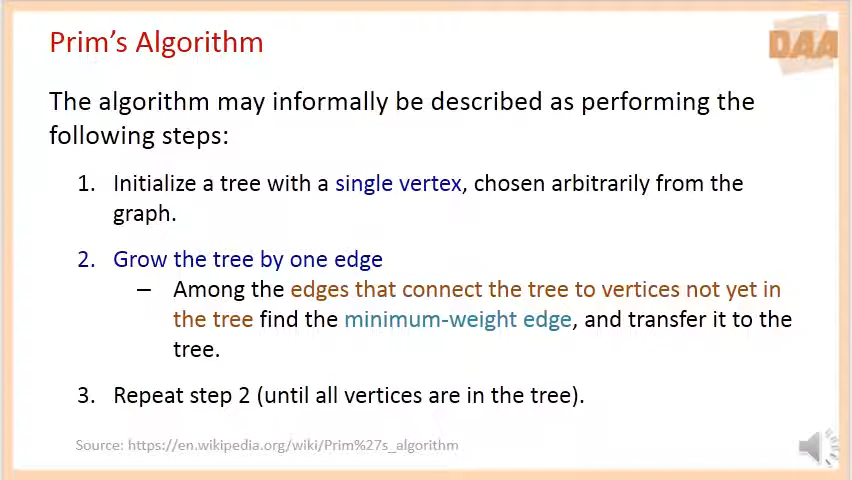 Prim’s Algorithm
DAA
The algorithm may informally be described as performing the
following steps:
1. Initialize a tree with a single vertex, chosen arbitrarily from the
graph.
2. Grow the tree by one edge
– Among the edges that connect the tree to vertices not yet in
the tree find the minimum-weight edge, and transfer it to the
tree.
3. Repeat step 2 (until all vertices are in the tree).
Source: https://en.wikipedia.org/wiki/Prim%27s_algorithm